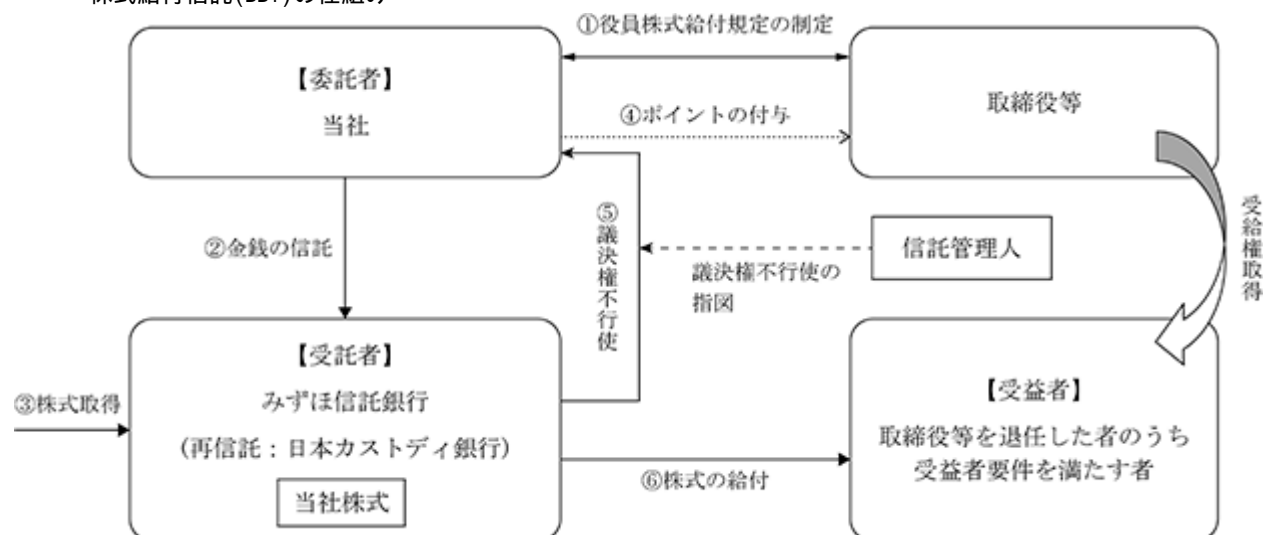 株式給付信託(BBT)の仕組み
①役員株式給付規定の制定
【委託者】
当社
取締役等
④ポイントの付与
②金銭の信託
⑤議決権不行使
議決権不行使の
指図
信託管理人
受給権取得
③株式取得
【受託者】
みずほ信託銀行
(再信託：日本カストディ銀行)
当社株式
⑥株式の給付
【受益者】
取締役等を退任した者のうち
受益者要件を満たす者